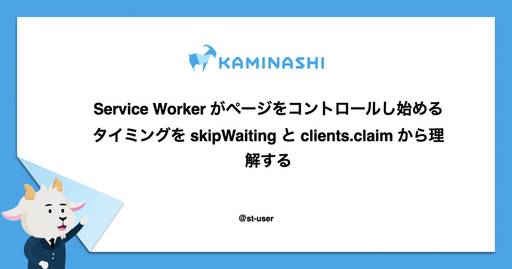 KAMINASHI
Service Worker がページをコントロールし始める
タイミングを skipWaiting と clients.claim から理
解する
@st-user